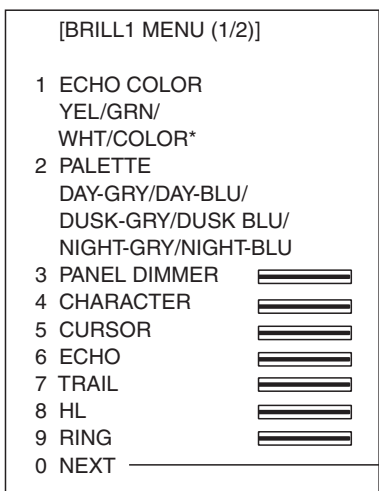 [BRILL1 MENU (1/2)]
1 ECHO COLOR
YEL/GRN/
WHT/COLOR*
2 PALETTE
DAY-GRY/DAY-BLU/
DUSK-GRY/DUSK BLU/
NIGHT-GRY/NIGHT-BLU
3 PANEL DIMMER
4 CHARACTER
5 CURSOR
6 ECHO
7 TRAIL
8 HL
9 RING
0 NEXT